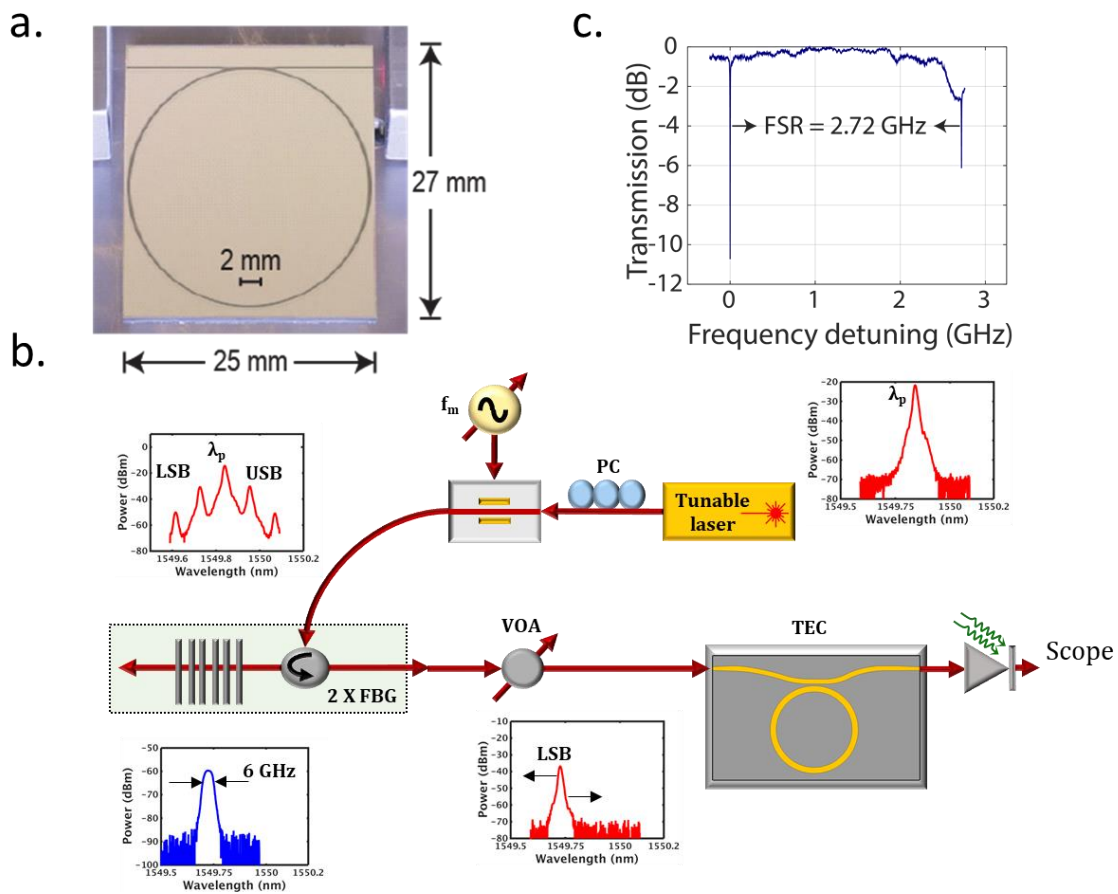 a.
27 mm
2 mm
25 mm
c.
0
-2
-4
-6
-8
-10
-12
Transmission (dB)
FSR = 2.72 GHz
0
1
2
3
Frequency detuning (GHz)
b.
fm
PC
Tunable
laser
-20
-30
-40
-50
-60
-70
-80
Power (dBm)
λp
1549.5
1549.75
1550
1550.25
Wavelength (nm)
0
-20
-40
-60
-80
Power (dBm)
LSB
λp
USB
1549.6
1549.8
1550
1550.2
Wavelength (nm)
2 X FBG
VOA
TEC
Scope
-50
-60
-70
-80
-90
-100
Power (dBm)
6 GHz
1549.5
1549.75
1550
1550.25
Wavelength (nm)
-10
-20
-30
-40
-50
-60
-70
-80
Power (dBm)
LSB
1549.5
1549.75
1550
1550.25
Wavelength (nm)